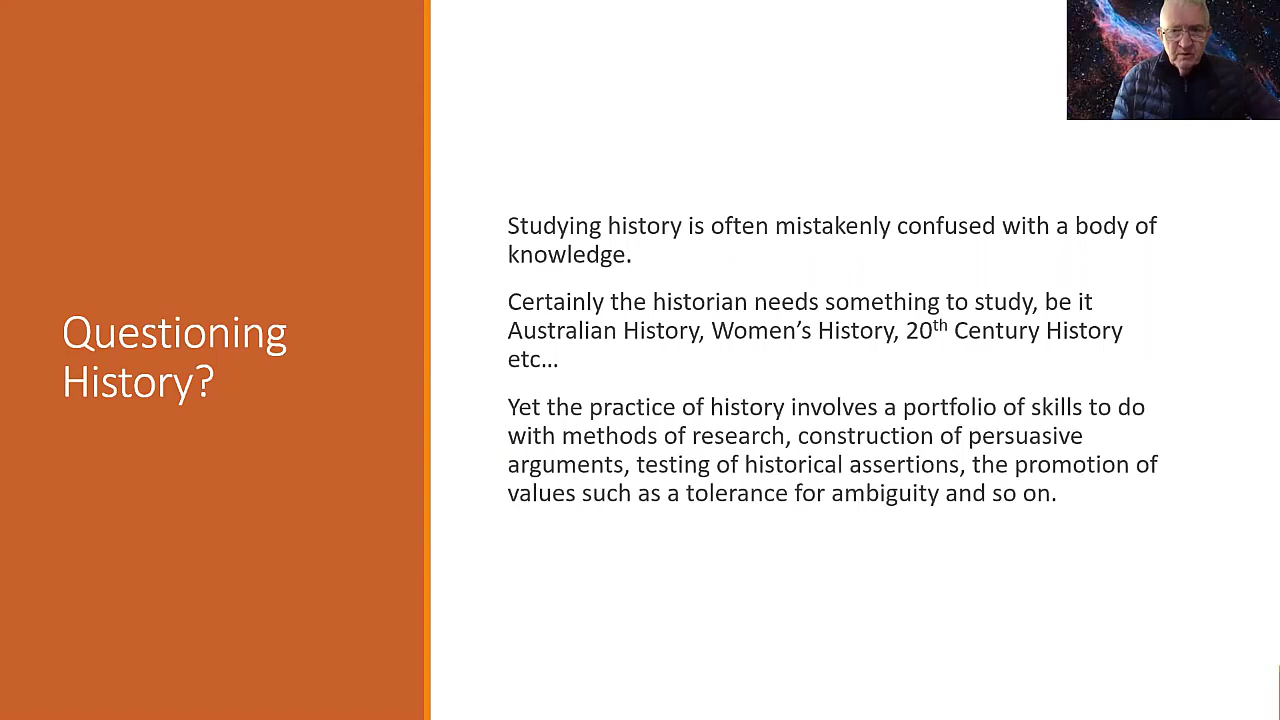 Questioning
History?
Studying history is often mistakenly confused with a body of
knowledge.
Certainly the historian needs something to study, be it
Australian History, Women’s History, 20th Century History
etc…
Yet the practice of history involves a portfolio of skills to do
with methods of research, construction of persuasive
arguments, testing of historical assertions, the promotion of
values such as a tolerance for ambiguity and so on.